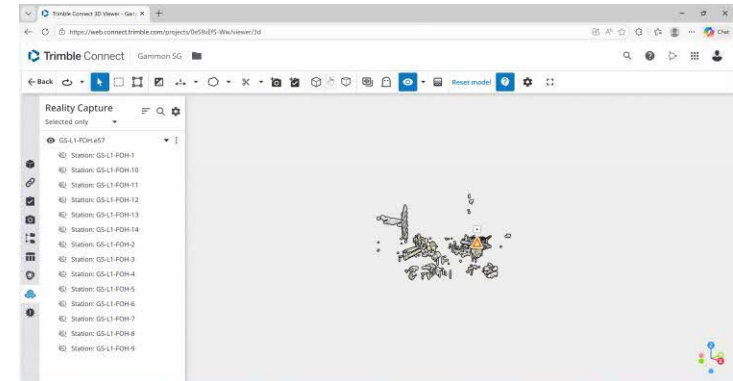 Trimble Connect 3D Viewer - Gam
https://web.connect.trimble.com/projects/
/viewer/3d
Chat
Trimble Connect Gammon SG
Back
Reset model
Reality Capture
Selected only
GS-L1-FOH.e57
Station: GS-L1-FOH-1
Station: GS-L1-FOH-10
Station: GS-L1-FOH-11
Station: GS-L1-FOH-12
Station: GS-L1-FOH-13
Station: GS-L1-FOH-14
Station: GS-L1-FOH-2
Station: GS-L1-FOH-3
Station: GS-L1-FOH-4
Station: GS-L1-FOH-5
Station: GS-L1-FOH-6
Station: GS-L1-FOH-7
Station: GS-L1-FOH-8
Station: GS-L1-FOH-9